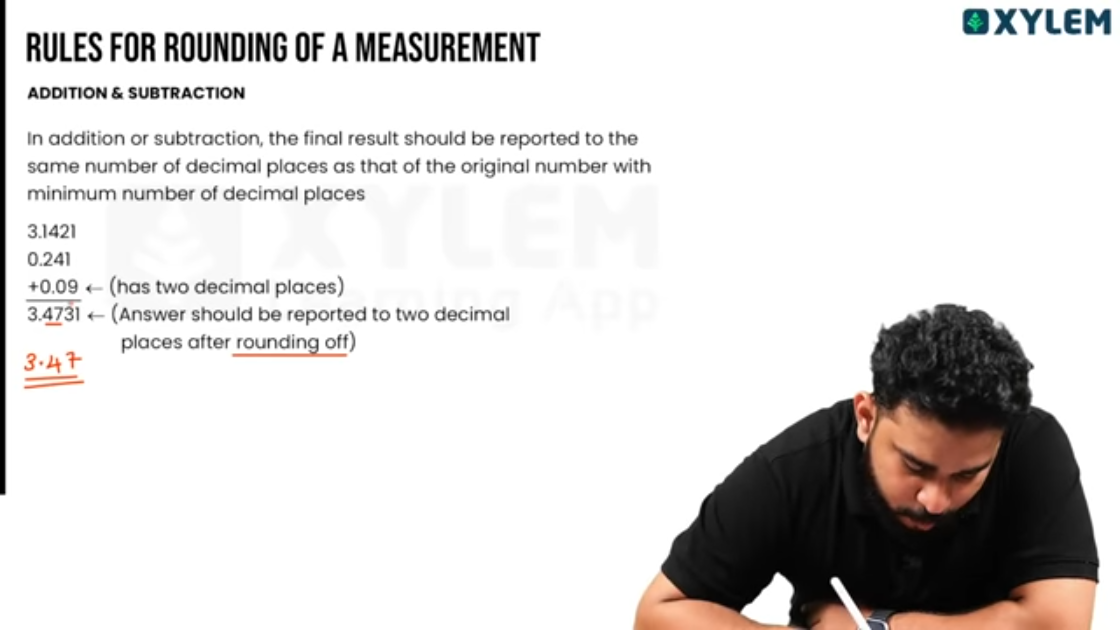 XYLEM
RULES FOR ROUNDING OF A MEASUREMENT
ADDITION & SUBTRACTION
In addition or subtraction, the final result should be reported to the
same number of decimal places as that of the original number with
minimum number of decimal places
3.1421
0.241
+0.09 ← (has two decimal places)
3.4731 ← (Answer should be reported to two decimal
places after rounding off)
3.47
XYLEM
Learning App